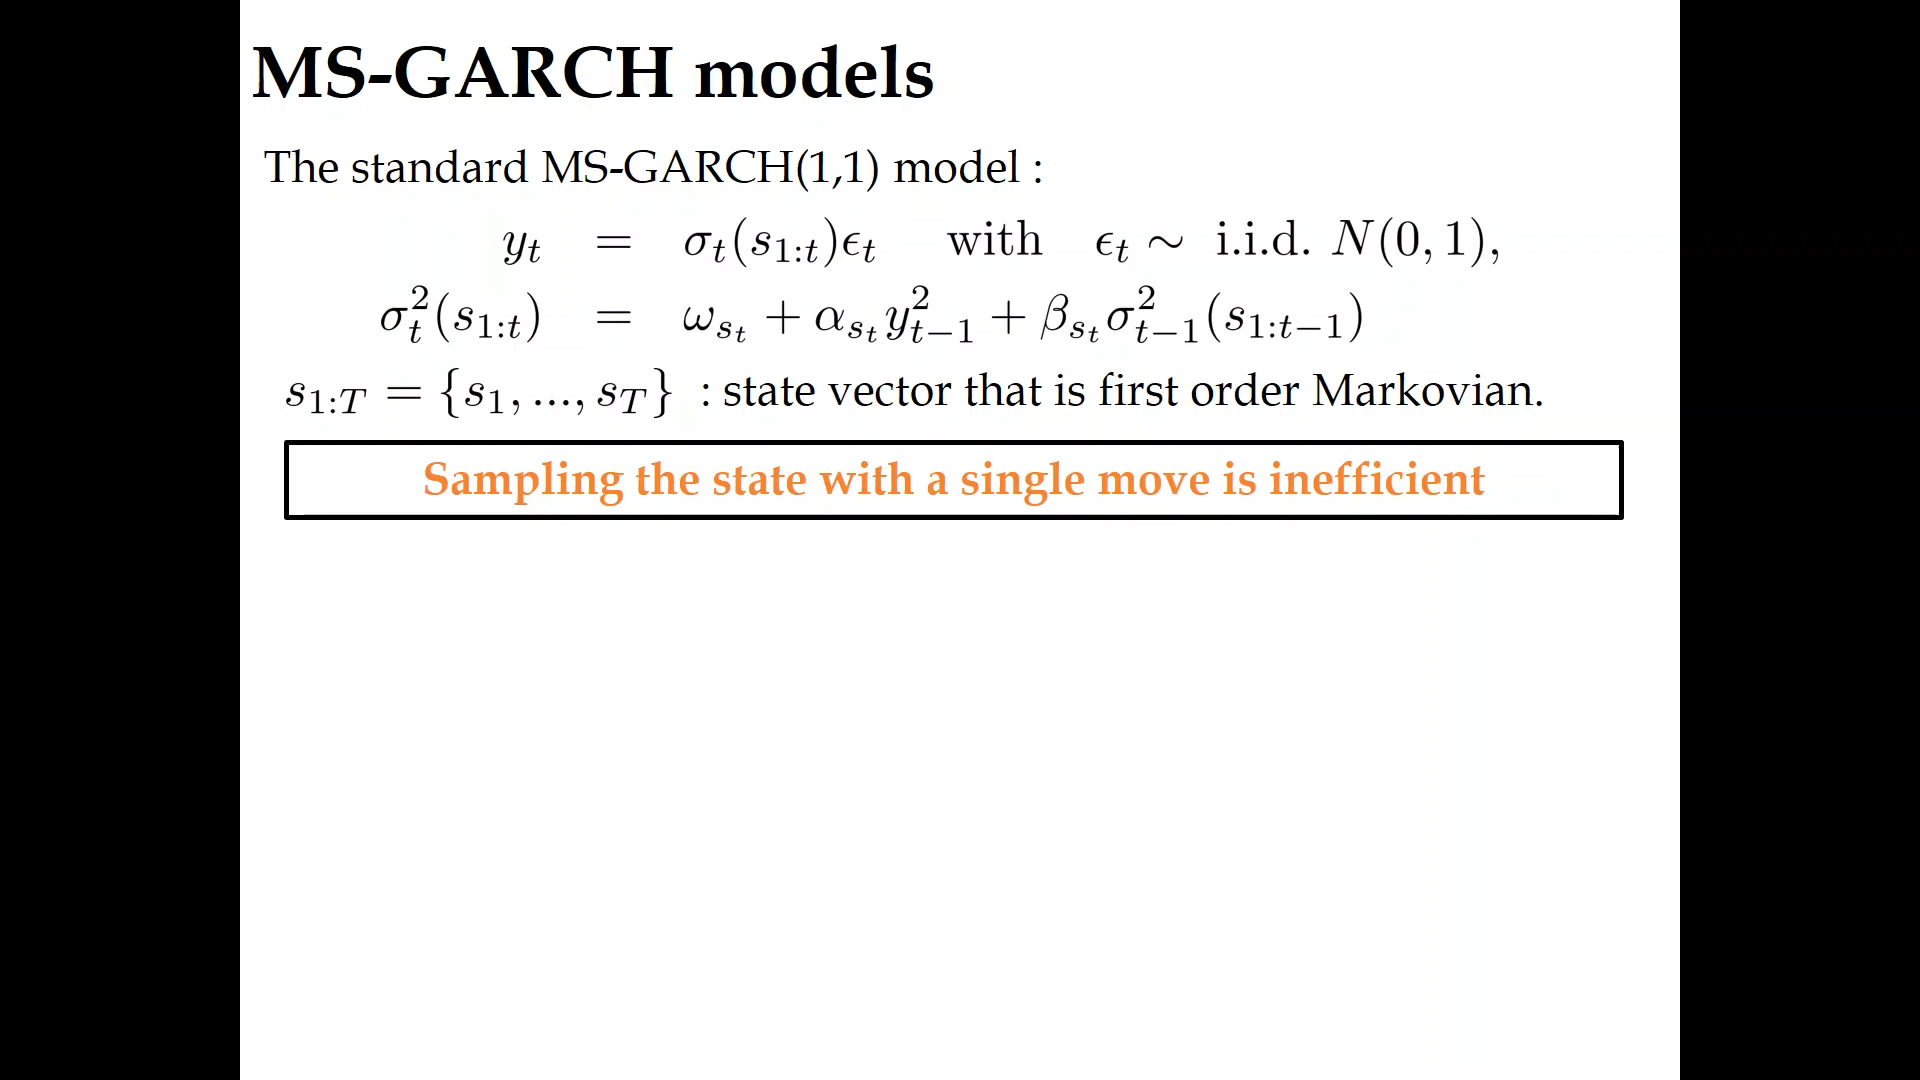 MS-GARCH models
The standard MS-GARCH(1,1) model :
y_t = σ_t(s_{1:t})ϵ_t with ϵ_t ∼ i.i.d. N(0, 1),
σ_t^2(s_{1:t}) = ω_{s_t} + α_{s_t} y_{t−1}^2 + β_{s_t} σ_{t−1}^2(s_{1:t−1})
s_{1:T} = {s_1, ..., s_T} : state vector that is first order Markovian.
Sampling the state with a single move is inefficient